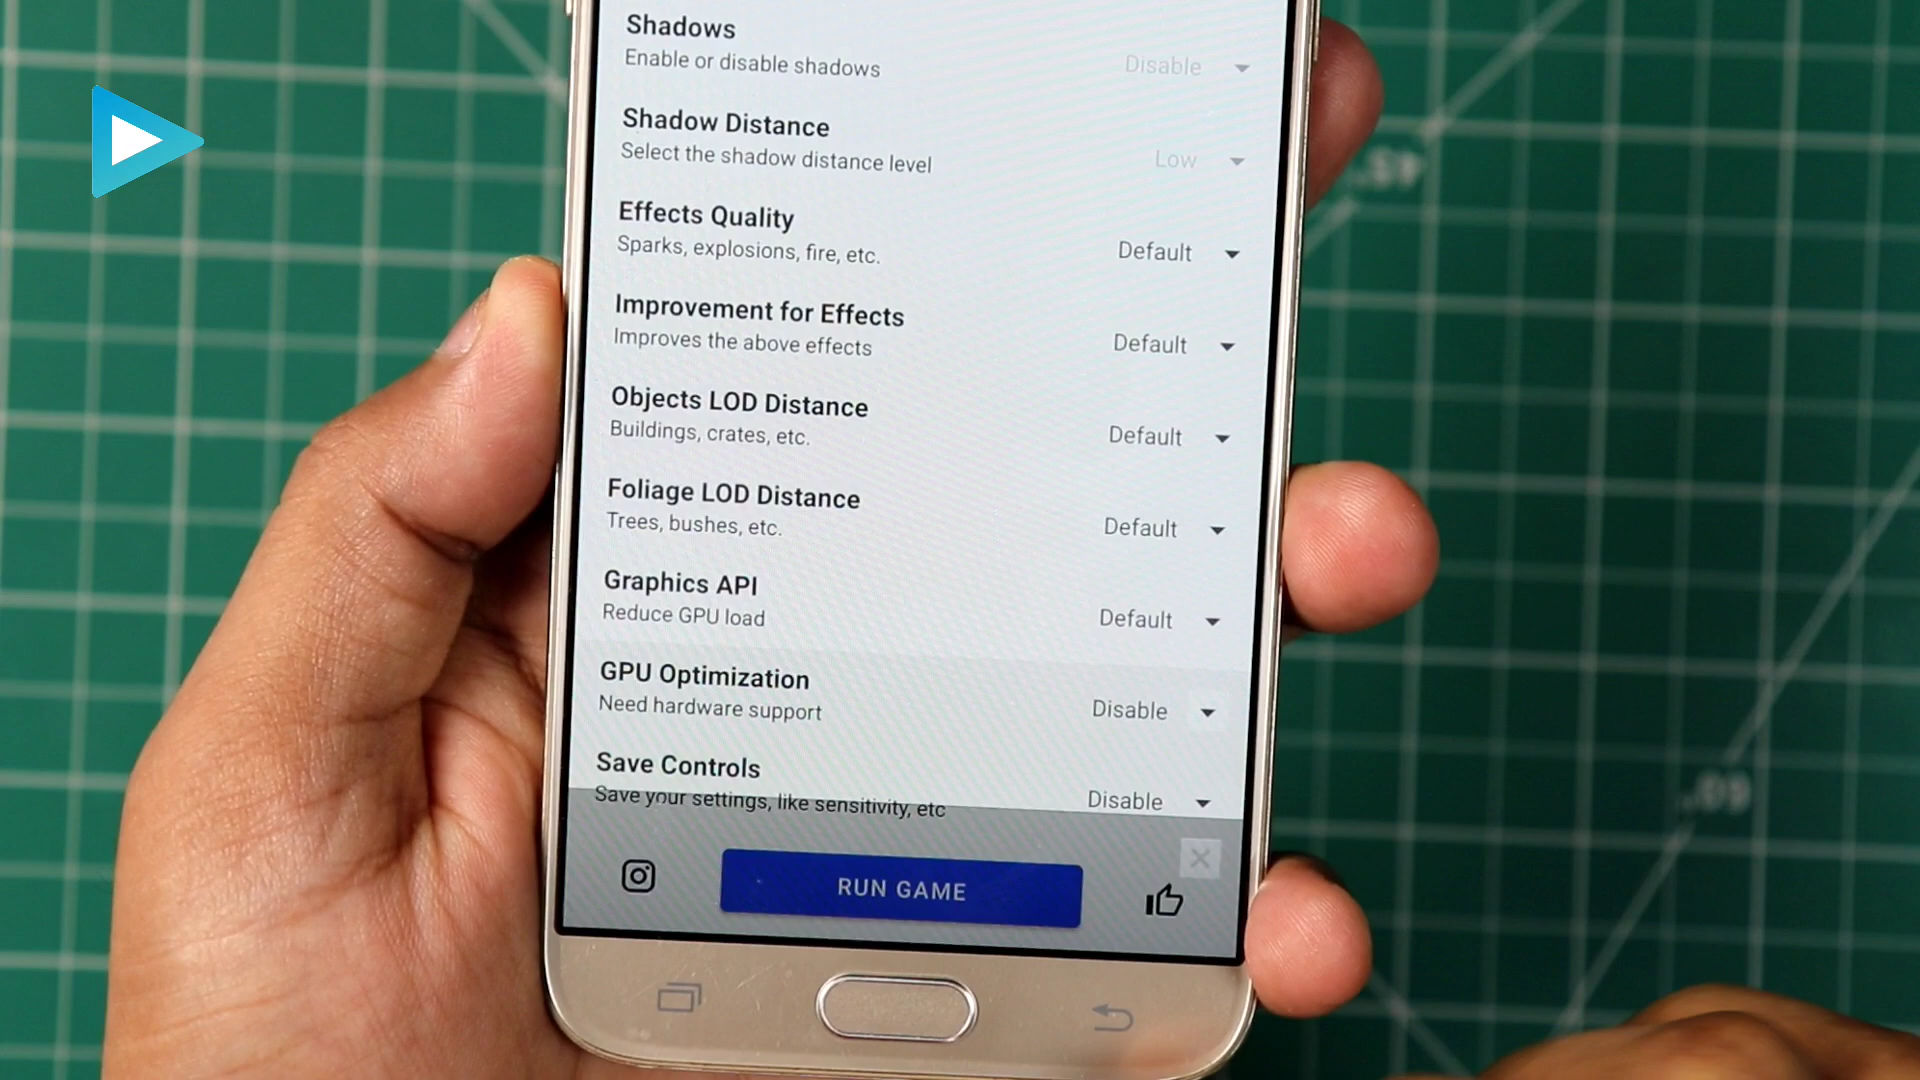 Shadows
Enable or disable shadows
Disable
Shadow Distance
Select the shadow distance level
Low
Effects Quality
Sparks, explosions, fire, etc.
Default
Improvement for Effects
Improves the above effects
Default
Objects LOD Distance
Buildings, crates, etc.
Default
Foliage LOD Distance
Trees, bushes, etc.
Default
Graphics API
Reduce GPU load
Default
GPU Optimization
Need hardware support
Disable
Save Controls
Save your settings, like sensitivity, etc
Disable
RUN GAME